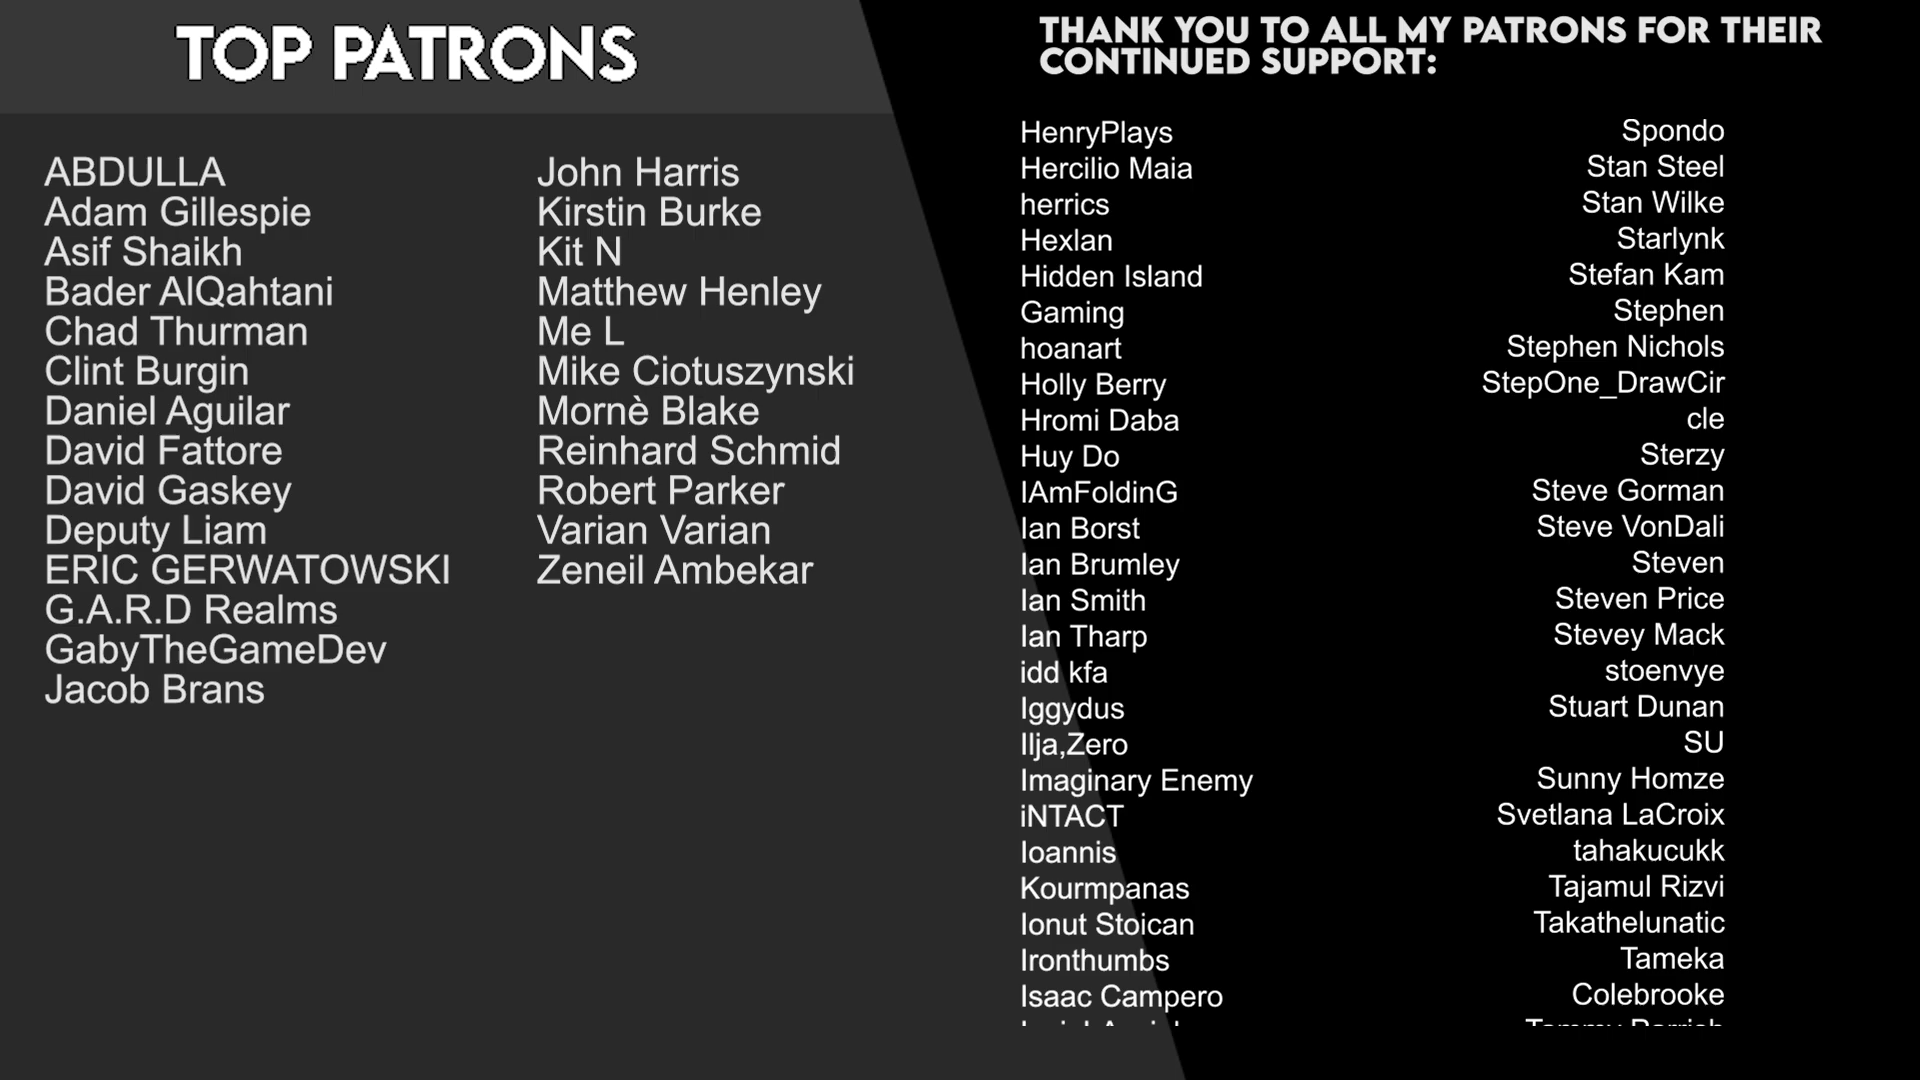 TOP PATRONS
ABDULLA
Adam Gillespie
Asif Shaikh
Bader AlQahtani
Chad Thurman
Clint Burgin
Daniel Aguilar
David Fattore
David Gaskey
Deputy Liam
ERIC GERWATOWSKI
G.A.R.D Realms
GabyTheGameDev
Jacob Brans
John Harris
Kirstin Burke
Kit N
Matthew Henley
Me L
Mike Ciotuszynski
Mornè Blake
Reinhard Schmid
Robert Parker
Varian Varian
Zeneil Ambekar
THANK YOU TO ALL MY PATRONS FOR THEIR
CONTINUED SUPPORT:
HenryPlays
Hercilio Maia
herrics
Hexlan
Hidden Island
Gaming
hoanart
Holly Berry
Hromi Daba
Huy Do
IAmFoldinG
Ian Borst
Ian Brumley
Ian Smith
Ian Tharp
idd kfa
Iggydus
Ilja,Zero
Imaginary Enemy
iNTACT
Ioannis
Kourmpanas
Ionut Stoican
Ironthumbs
Isaac Campero
Spondo
Stan Steel
Stan Wilke
Starlynk
Stefan Kam
Stephen
Stephen Nichols
StepOne_DrawCir
cle
Sterzy
Steve Gorman
Steve VonDali
Steven
Steven Price
Stevey Mack
stoenvye
Stuart Dunan
SU
Sunny Homze
Svetlana LaCroix
tahakucukk
Tajamul Rizvi
Takathelunatic
Tameka
Colebrooke